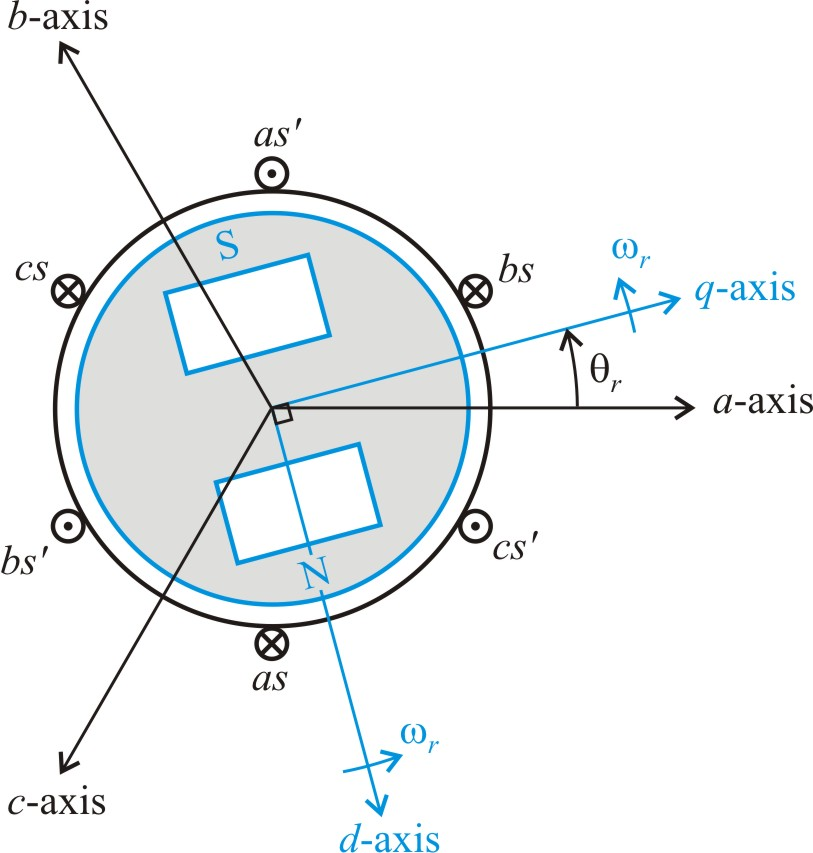 b-axis
as′
S
cs
bs
ωr
q-axis
θr
a-axis
bs′
cs′
N
as
ωr
c-axis
d-axis